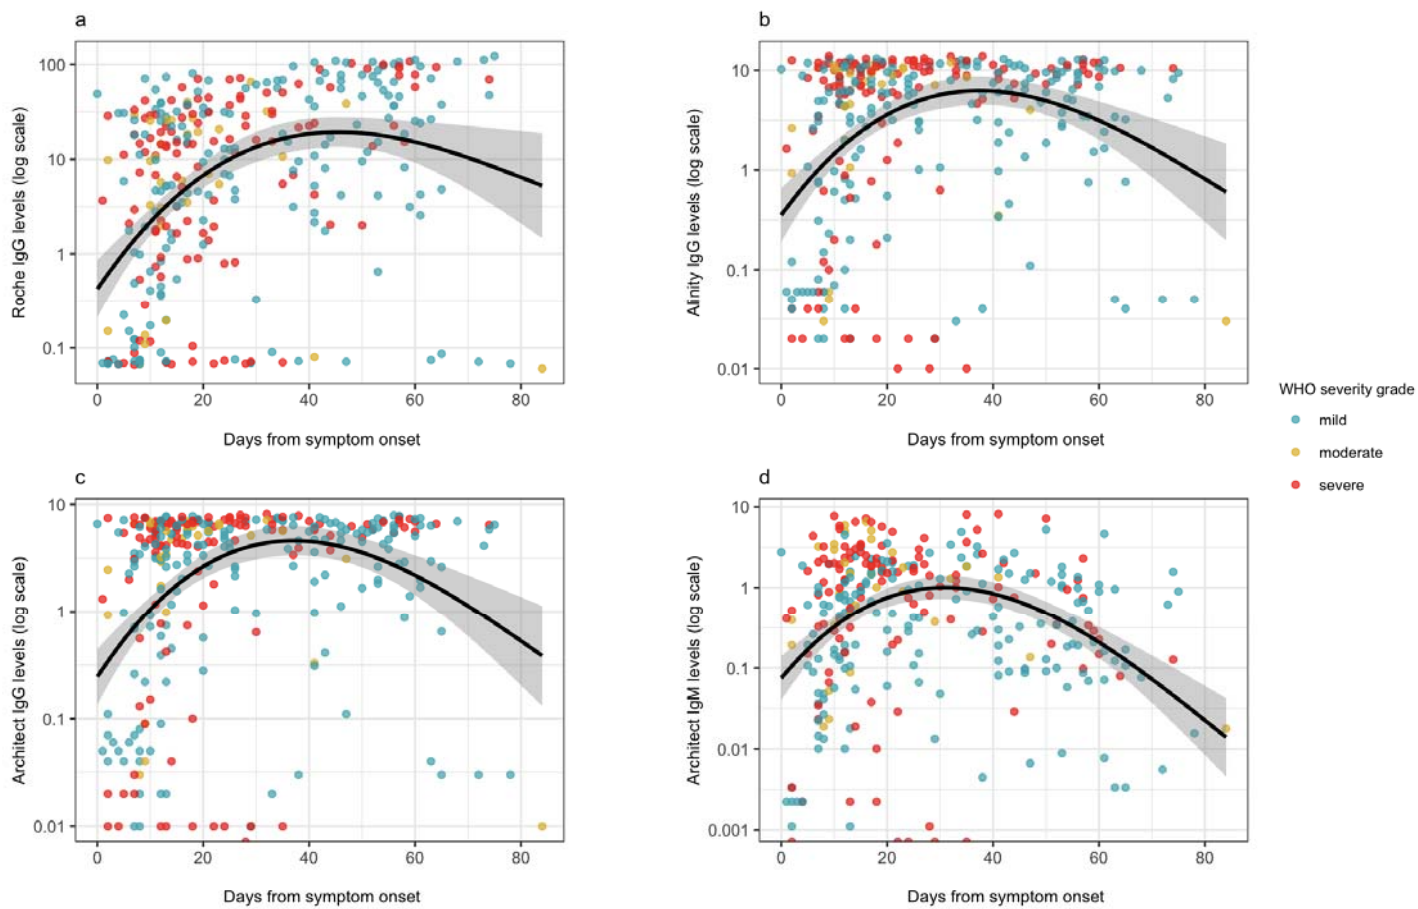 a
100
10
1
0.1
Roche IgG levels (log scale)
0 20 40 60 80
Days from symptom onset
b
10
1
0.1
0.01
Alinity IgG levels (log scale)
0 20 40 60 80
Days from symptom onset
WHO severity grade
mild
moderate
severe
c
10
1
0.1
0.01
Architect IgG levels (log scale)
0 20 40 60 80
Days from symptom onset
d
10
1
0.1
0.01
0.001
Architect IgM levels (log scale)
0 20 40 60 80
Days from symptom onset